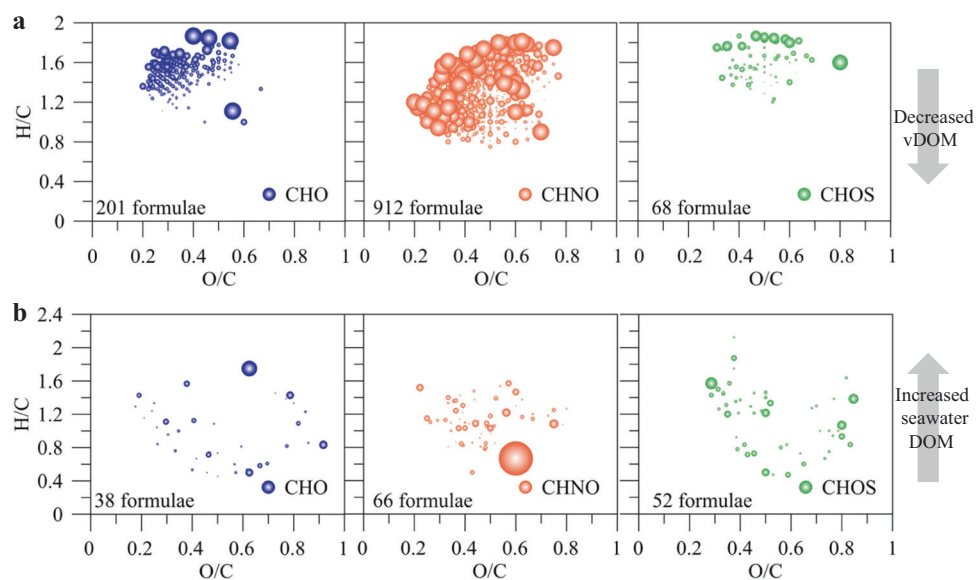 a
H/C
2
1.6
1.2
0.8
0.4
0
201 formulae
CHO
912 formulae
CHNO
68 formulae
CHOS
0 0.2 0.4 0.6 0.8 1
0 0.2 0.4 0.6 0.8 1
0 0.2 0.4 0.6 0.8 1
O/C
O/C
O/C
Decreased
vDOM
b
H/C
2.4
2
1.6
1.2
0.8
0.4
0
38 formulae
CHO
66 formulae
CHNO
52 formulae
CHOS
0 0.2 0.4 0.6 0.8 1
0 0.2 0.4 0.6 0.8 1
0 0.2 0.4 0.6 0.8 1
O/C
O/C
O/C
Increased
seawater
DOM